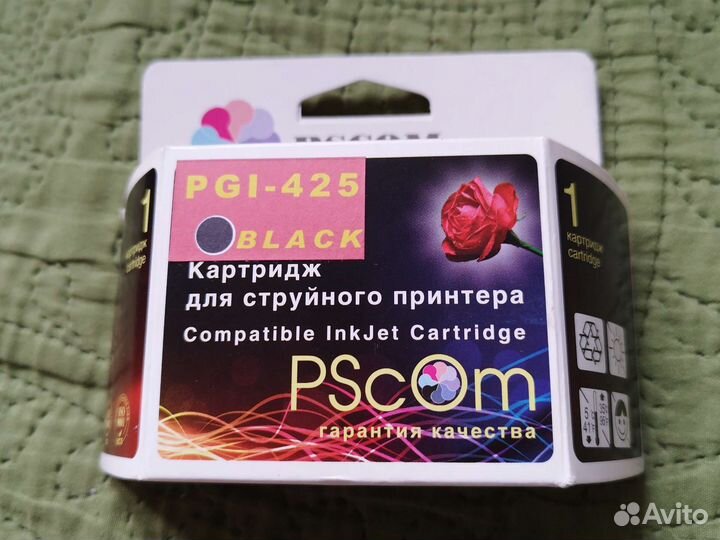 PSCOM
PGI-425
BLACK
Картридж
для струйного принтера
Compatible InkJet Cartridge
PScOm
гарантия качества
1
картридж
cartridge
1
картридж
cartridge
Avito